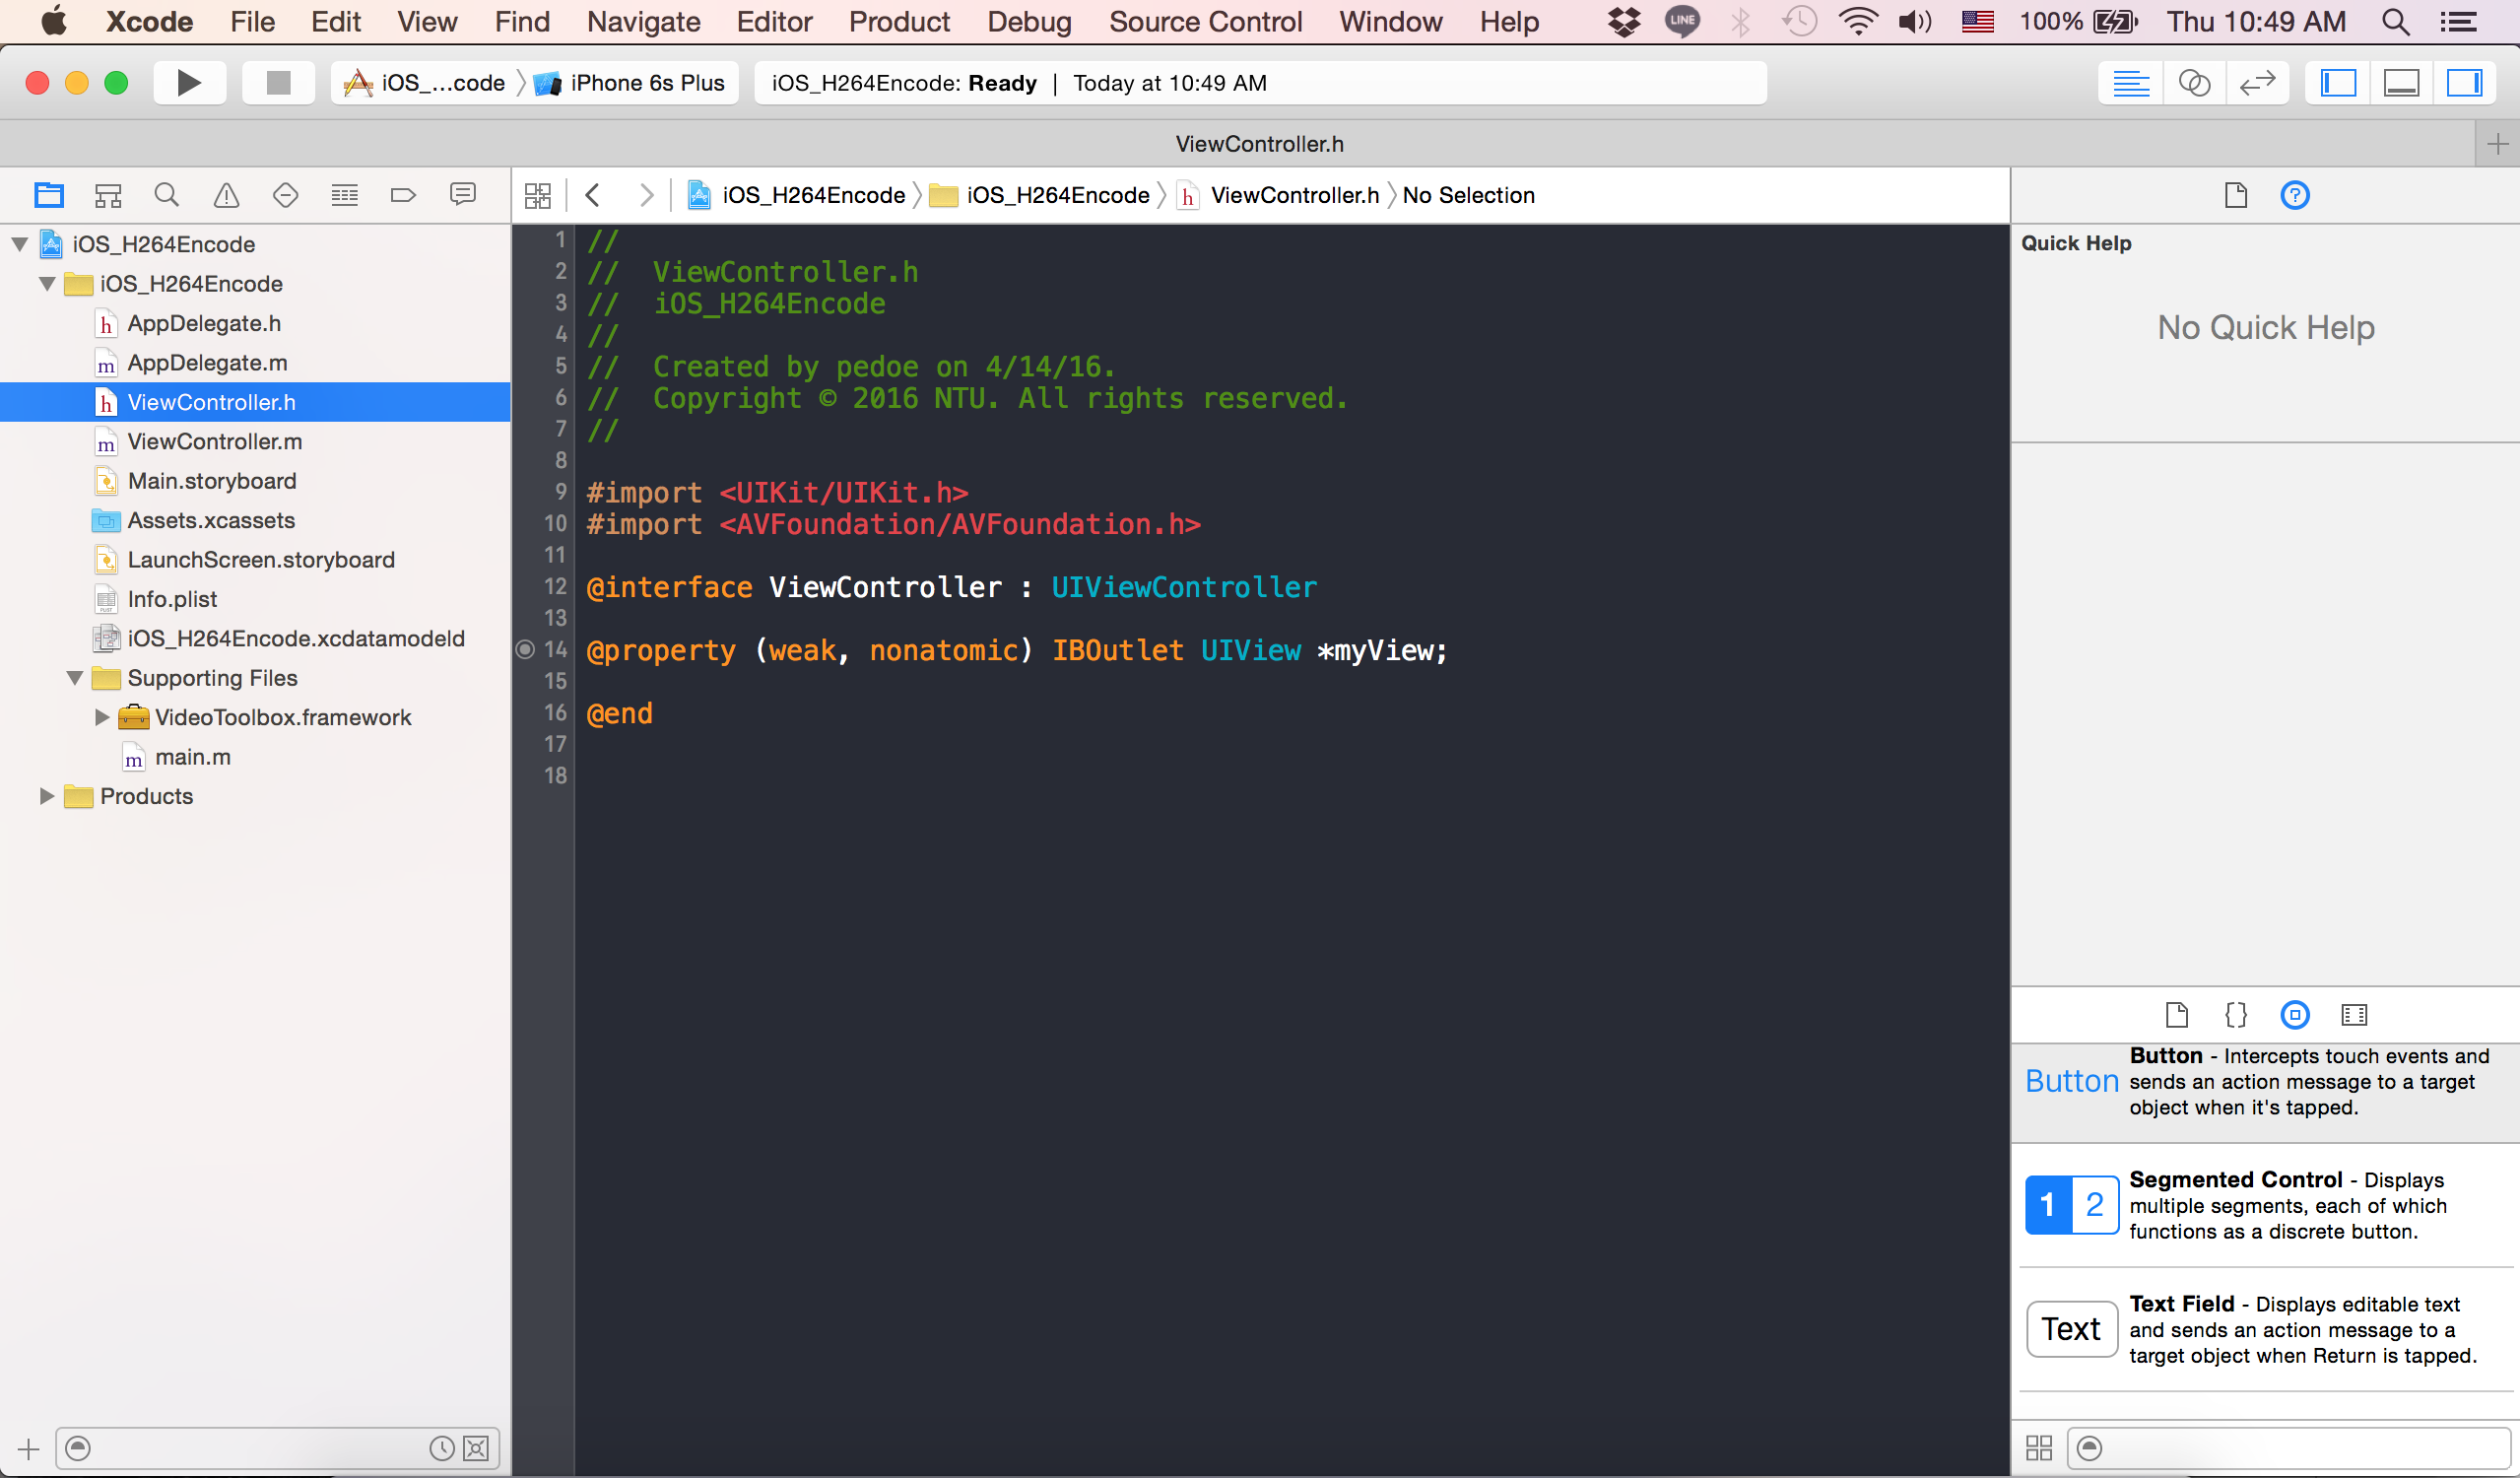 Xcode File Edit View Find Navigate Editor Product Debug Source Control Window Help LINE 100% Thu 10:49 AM
iOS_...code iPhone 6s Plus iOS_H264Encode: Ready | Today at 10:49 AM
ViewController.h
iOS_H264Encode iOS_H264Encode h ViewController.h No Selection
iOS_H264Encode
iOS_H264Encode
h AppDelegate.h
m AppDelegate.m
h ViewController.h
m ViewController.m
Main.storyboard
Assets.xcassets
LaunchScreen.storyboard
Info.plist
iOS_H264Encode.xcdatamodeld
Supporting Files
VideoToolbox.framework
m main.m
Products
1 //
2 //  ViewController.h
3 //  iOS_H264Encode
4 //
5 //  Created by pedoe on 4/14/16.
6 //  Copyright © 2016 NTU. All rights reserved.
7 //
8
9 #import <UIKit/UIKit.h>
10 #import <AVFoundation/AVFoundation.h>
11
12 @interface ViewController : UIViewController
13
14 @property (weak, nonatomic) IBOutlet UIView *myView;
15
16 @end
17
18
Quick Help
No Quick Help
{}
Button
Button - Intercepts touch events and
sends an action message to a target
object when it's tapped.
1 2
Segmented Control - Displays
multiple segments, each of which
functions as a discrete button.
Text
Text Field - Displays editable text
and sends an action message to a
target object when Return is tapped.